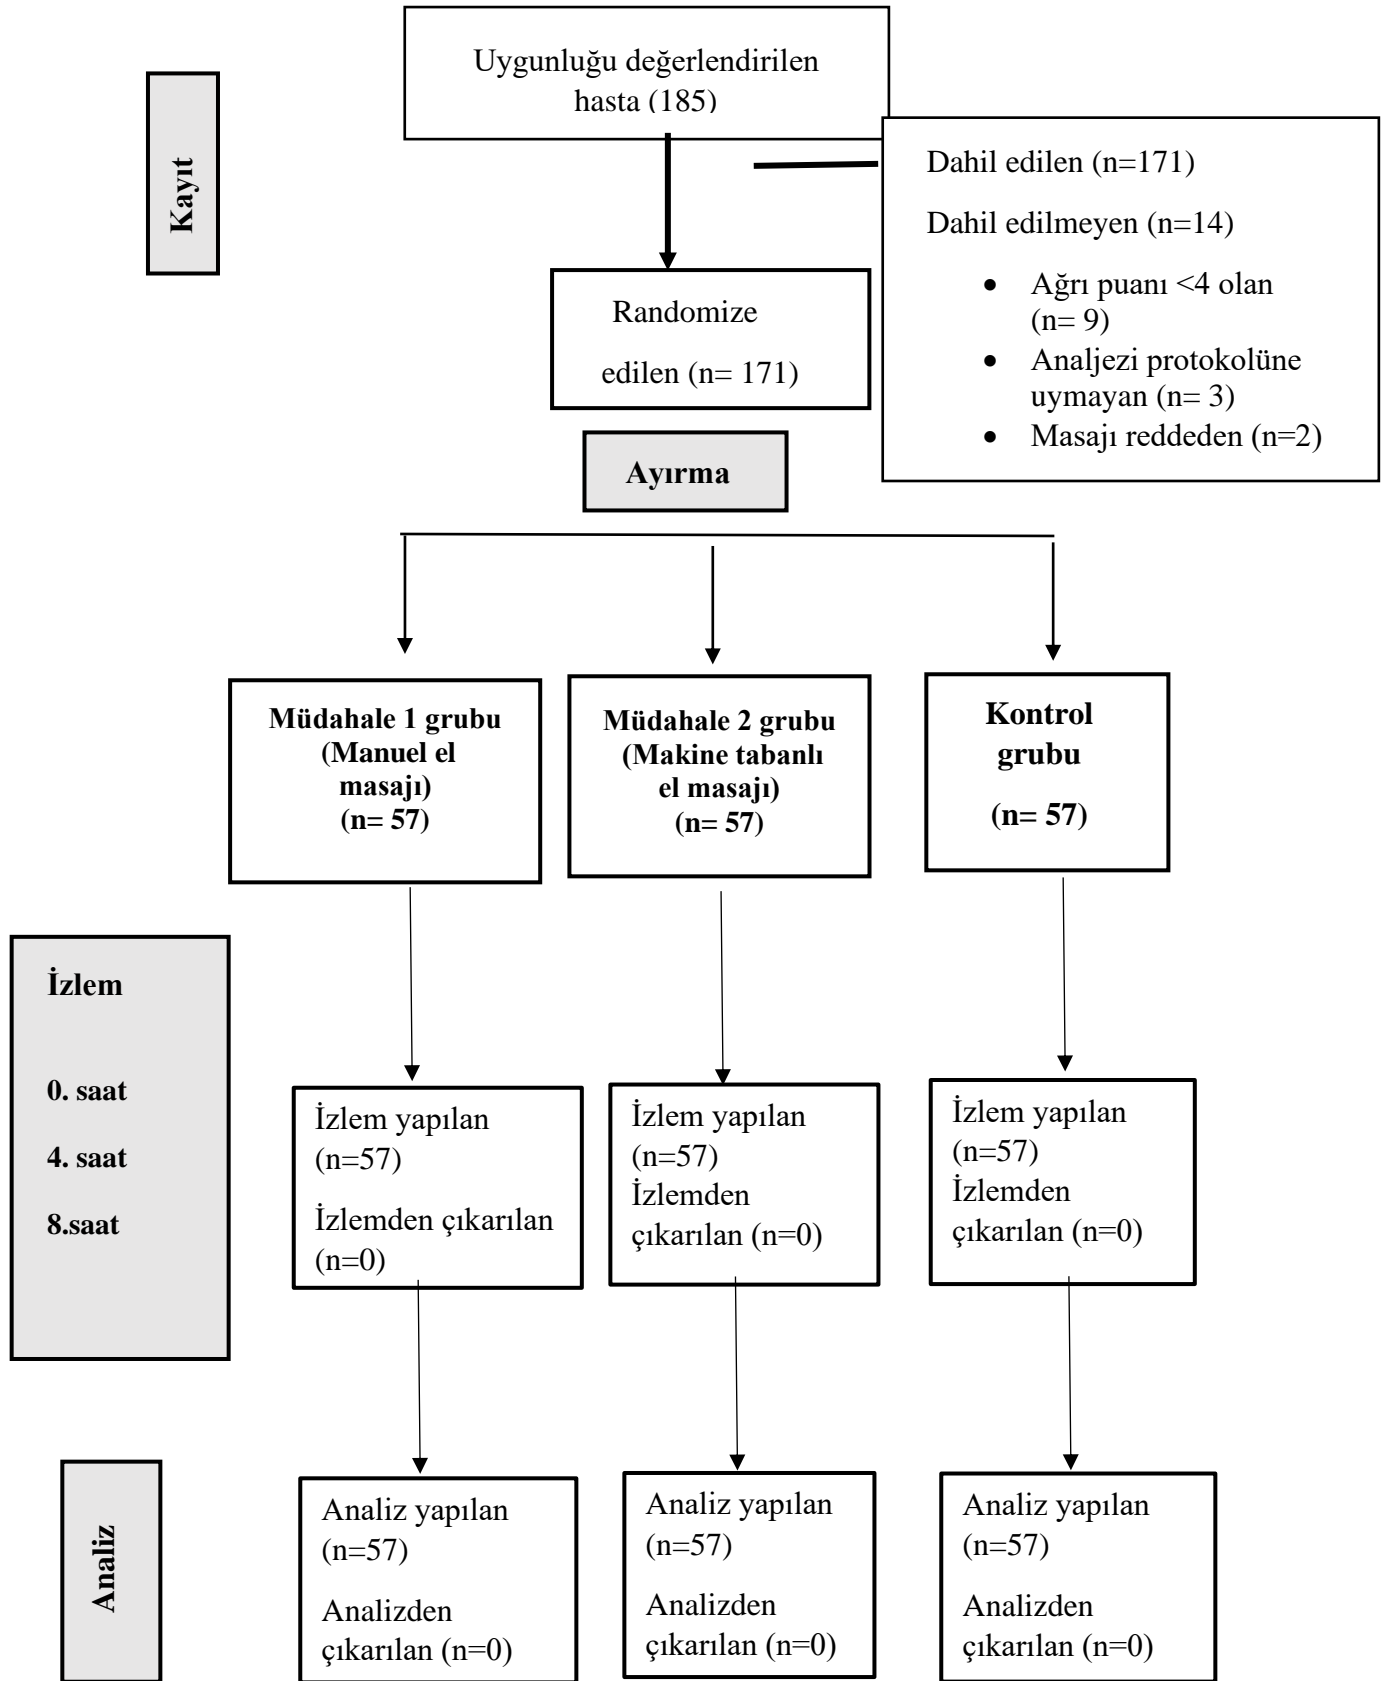 Uygunluğu değerlendirilen
hasta (185)
Kayıt
Dahil edilen (n=171)
Dahil edilmeyen (n=14)
• Ağrı puanı <4 olan
(n= 9)
• Analjezi protokolüne
uymayan (n= 3)
• Masajı reddeden (n=2)
Randomize
edilen (n= 171)
Ayırma
Müdahale 1 grubu
(Manuel el
masajı)
(n= 57)
Müdahale 2 grubu
(Makine tabanlı
el masajı)
(n= 57)
Kontrol
grubu
(n= 57)
İzlem
0. saat
4. saat
8.saat
İzlem yapılan
(n=57)
İzlemden çıkarılan
(n=0)
İzlem yapılan
(n=57)
İzlemden
çıkarılan (n=0)
İzlem yapılan
(n=57)
İzlemden
çıkarılan (n=0)
Analiz
Analiz yapılan
(n=57)
Analizden
çıkarılan (n=0)
Analiz yapılan
(n=57)
Analizden
çıkarılan (n=0)
Analiz yapılan
(n=57)
Analizden
çıkarılan (n=0)